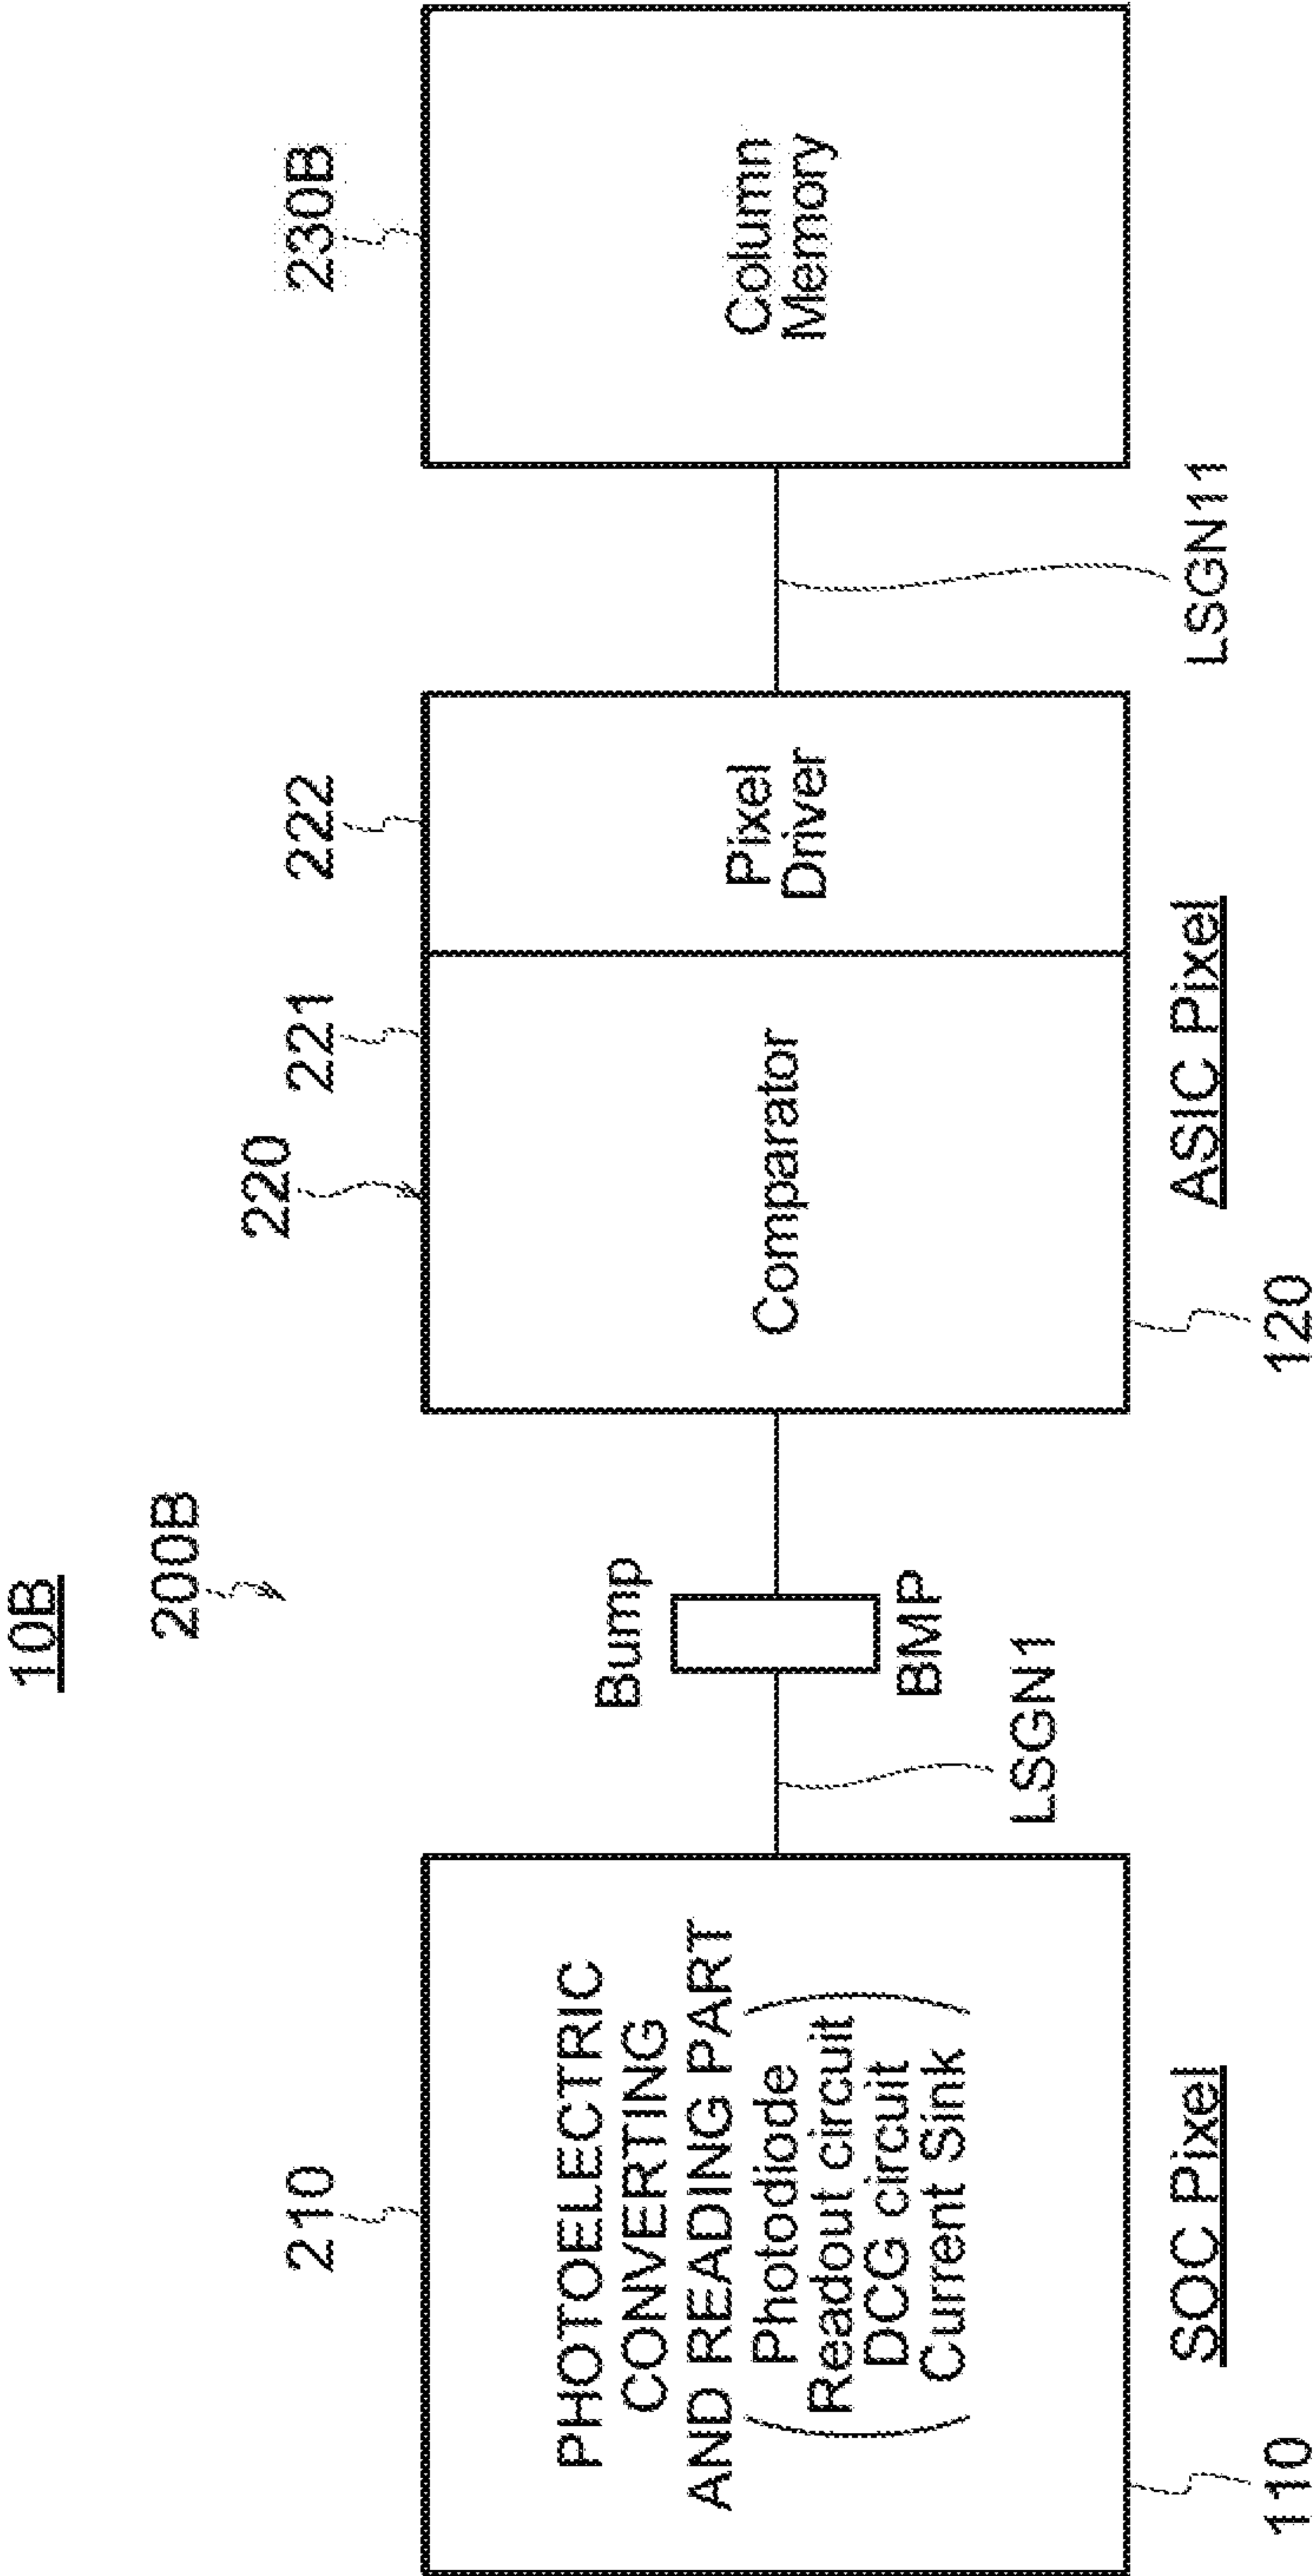 10B
200B
210
220
221
222
230B
PHOTOELECTRIC
CONVERTING
AND READING PART
Photodiode
Readout circuit
DCG circuit
Current Sink
Bump
BMP
LSGN1
Comparator
Pixel
Driver
LSGN11
Column
Memory
110
SOC Pixel
120
ASIC Pixel